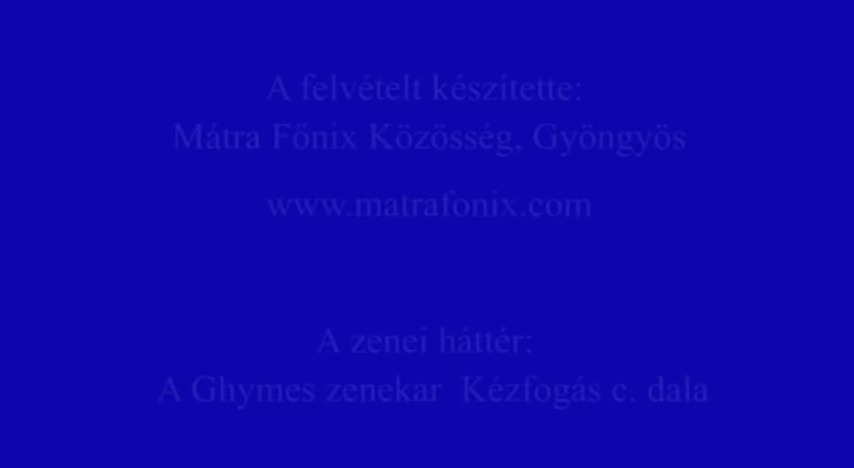 A felvételt készítette:
Mátra Főnix Közösség, Gyöngyös
www.matrafonix.com
A zenei háttér:
A Ghymes zenekar Kézfogás c. dala